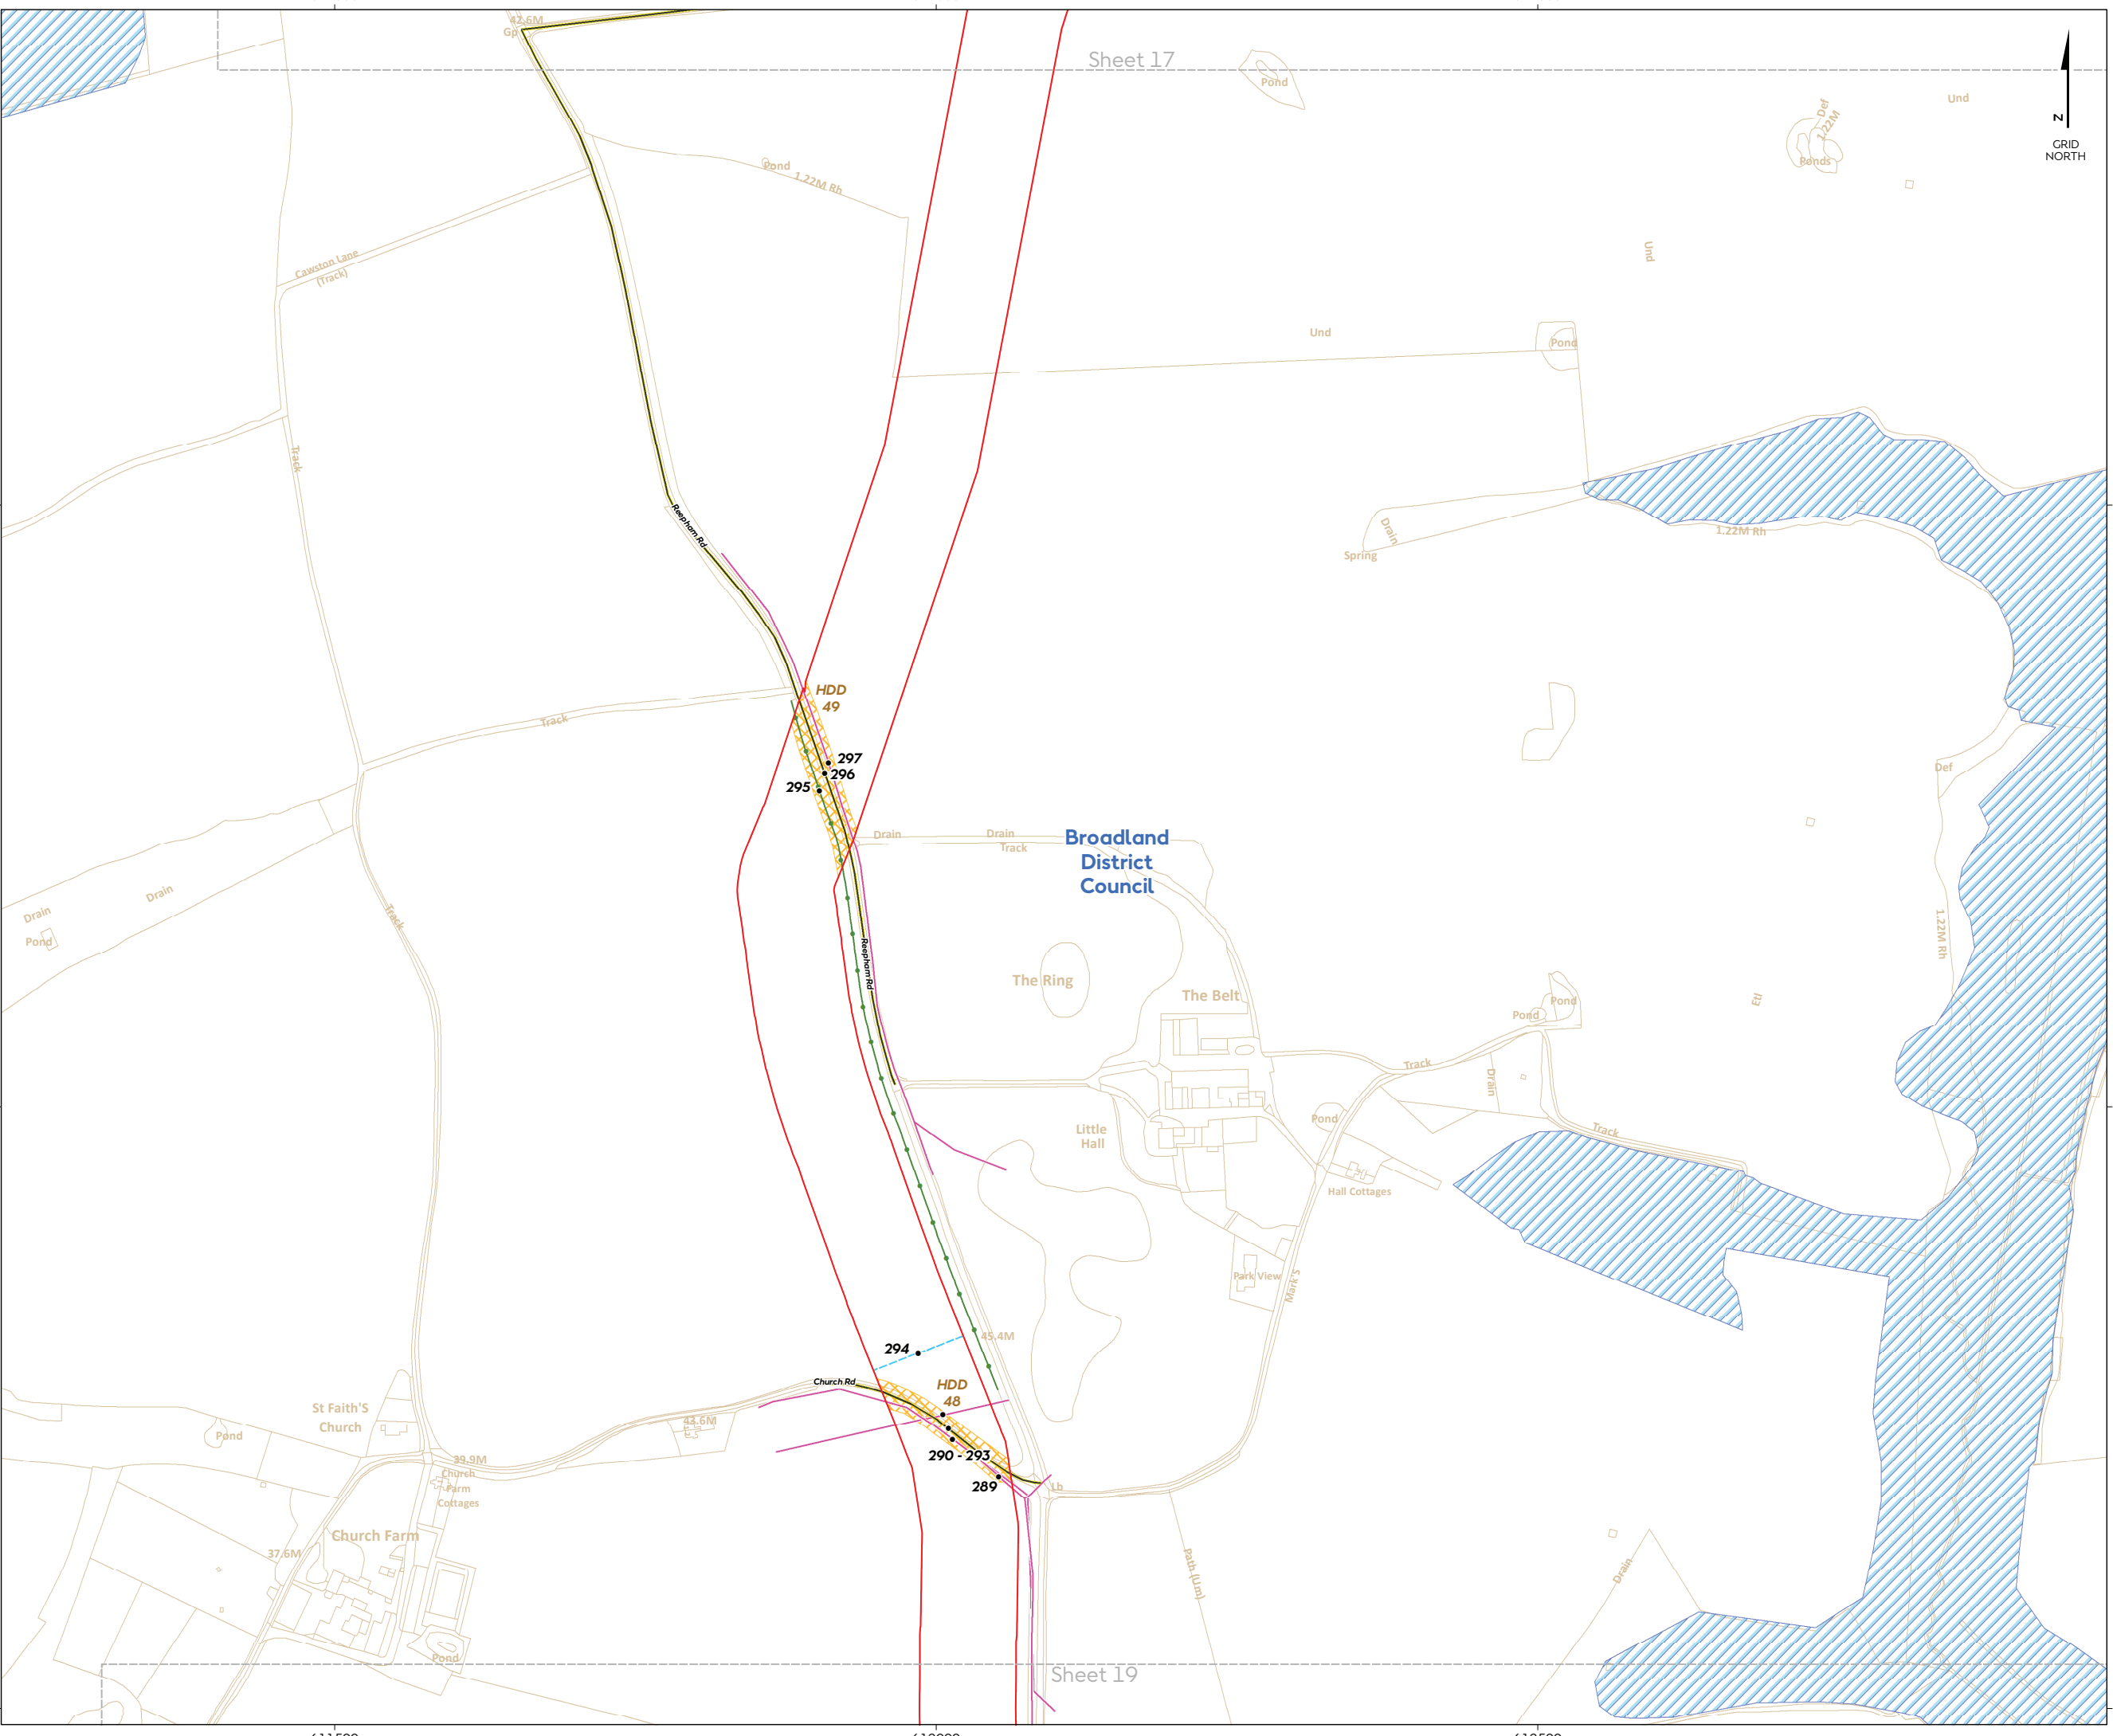 42.6M
Gp
Sheet 17
Pond
Def
1.22M
Ponds
Und
N
GRID
NORTH
Pond
1.22M Rh
Cawston Lane
(Track)
Und
Und
Pond
Track
Reepham Rd
Drain
Spring
1.22M Rh
HDD
49
Track
297
296
295
Def
Drain
Drain
Track
Broadland
District
Council
Drain
Drain
Pond
Track
Reepham Rd
1.22M Rh
The Ring
The Belt
Pond
Pond
Etl
Track
Drain
Little
Hall
Pond
Track
Hall Cottages
Park View
Mark'S
45.4M
294
Church Rd
HDD
48
St Faith'S
Church
Pond
43.6M
290 - 293
289
Lb
39.9M
Church
Farm
Cottages
Church Farm
37.6M
Path (Um)
Drain
Pond
Sheet 19